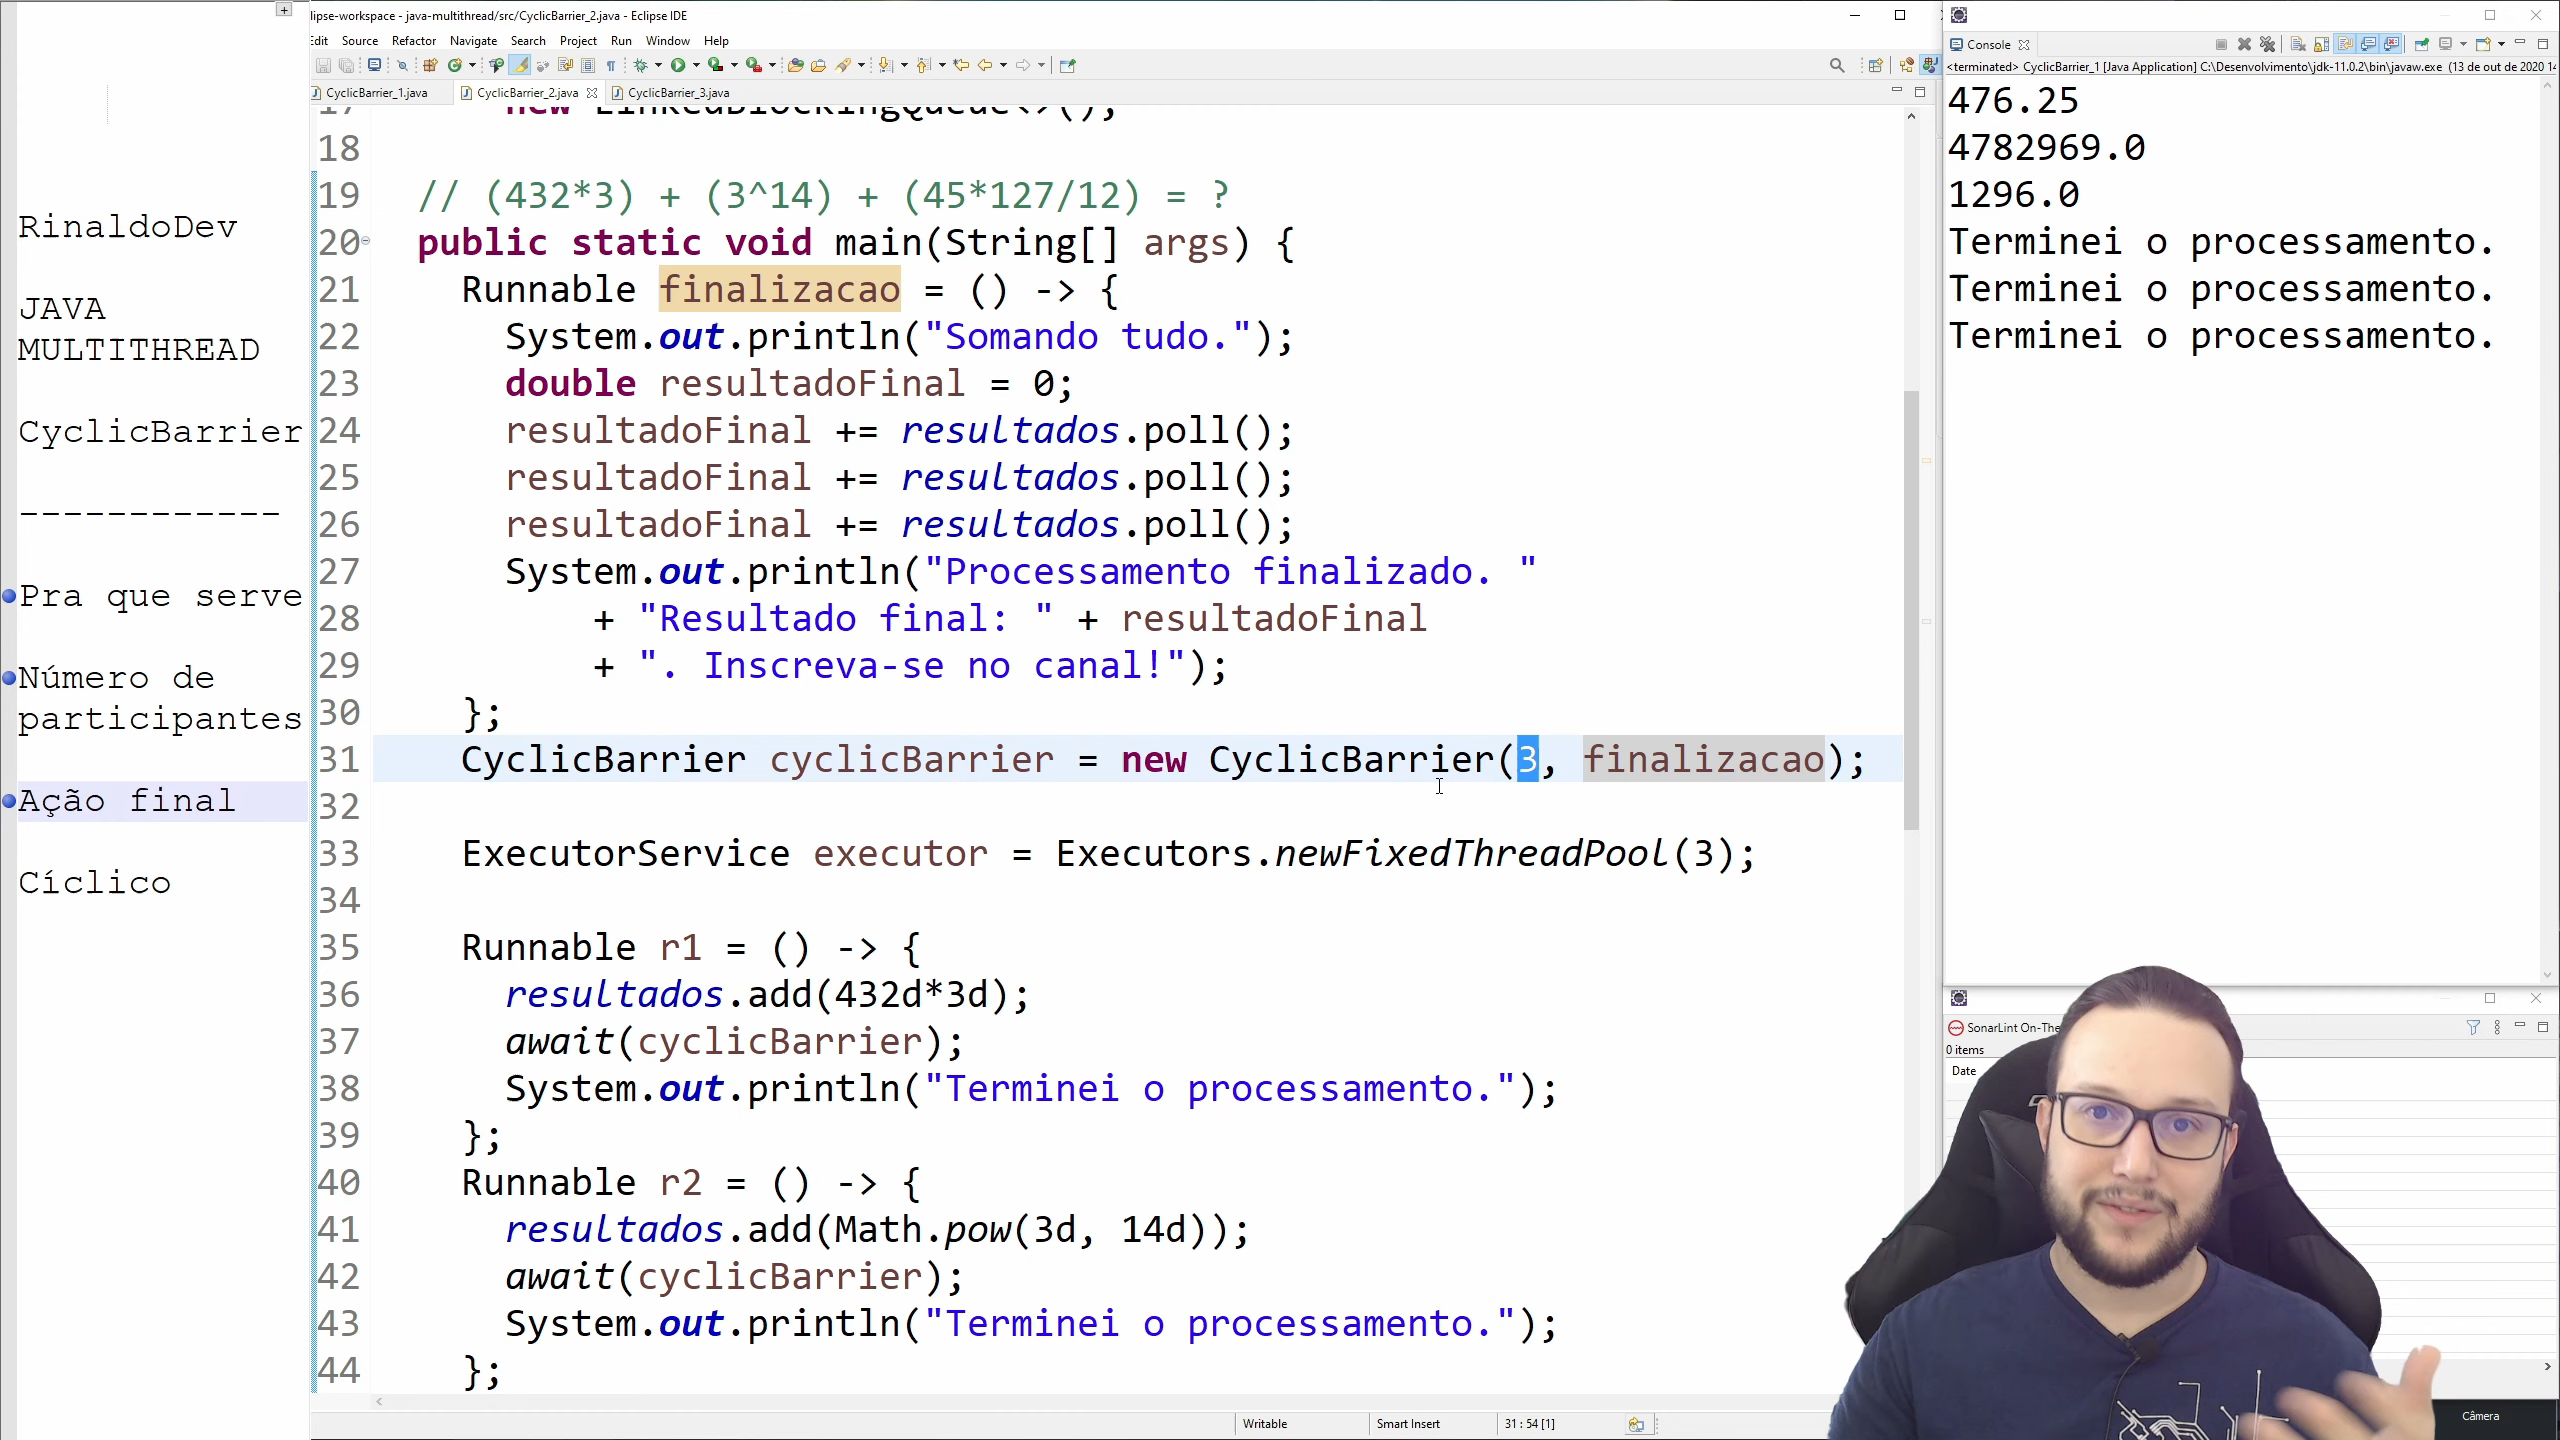 RinaldoDev
JAVA
MULTITHREAD
CyclicBarrier
------------
Pra que serve
Número de
participantes
Ação final
Cíclico
lipse-workspace - java-multithread/src/CyclicBarrier_2.java - Eclipse IDE
Edit Source Refactor Navigate Search Project Run Window Help
CyclicBarrier_1.java CyclicBarrier_2.java CyclicBarrier_3.java
17 new LinkedBlockingQueue<>();
18
19 // (432*3) + (3^14) + (45*127/12) = ?
20 public static void main(String[] args) {
21 Runnable finalizacao = () -> {
22 System.out.println("Somando tudo.");
23 double resultadoFinal = 0;
24 resultadoFinal += resultados.poll();
25 resultadoFinal += resultados.poll();
26 resultadoFinal += resultados.poll();
27 System.out.println("Processamento finalizado. "
28 + "Resultado final: " + resultadoFinal
29 + ". Inscreva-se no canal!");
30 };
31 CyclicBarrier cyclicBarrier = new CyclicBarrier(3, finalizacao);
32
33 ExecutorService executor = Executors.newFixedThreadPool(3);
34
35 Runnable r1 = () -> {
36 resultados.add(432d*3d);
37 await(cyclicBarrier);
38 System.out.println("Terminei o processamento.");
39 };
40 Runnable r2 = () -> {
41 resultados.add(Math.pow(3d, 14d));
42 await(cyclicBarrier);
43 System.out.println("Terminei o processamento.");
44 };
Writable Smart Insert 31 : 54 [1]
Console
<terminated> CyclicBarrier_1 [Java Application] C:\Desenvolvimento\jdk-11.0.2\bin\javaw.exe (13 de out de 2020 14
476.25
4782969.0
1296.0
Terminei o processamento.
Terminei o processamento.
Terminei o processamento.
SonarLint On-The
0 items
Date
Câmera